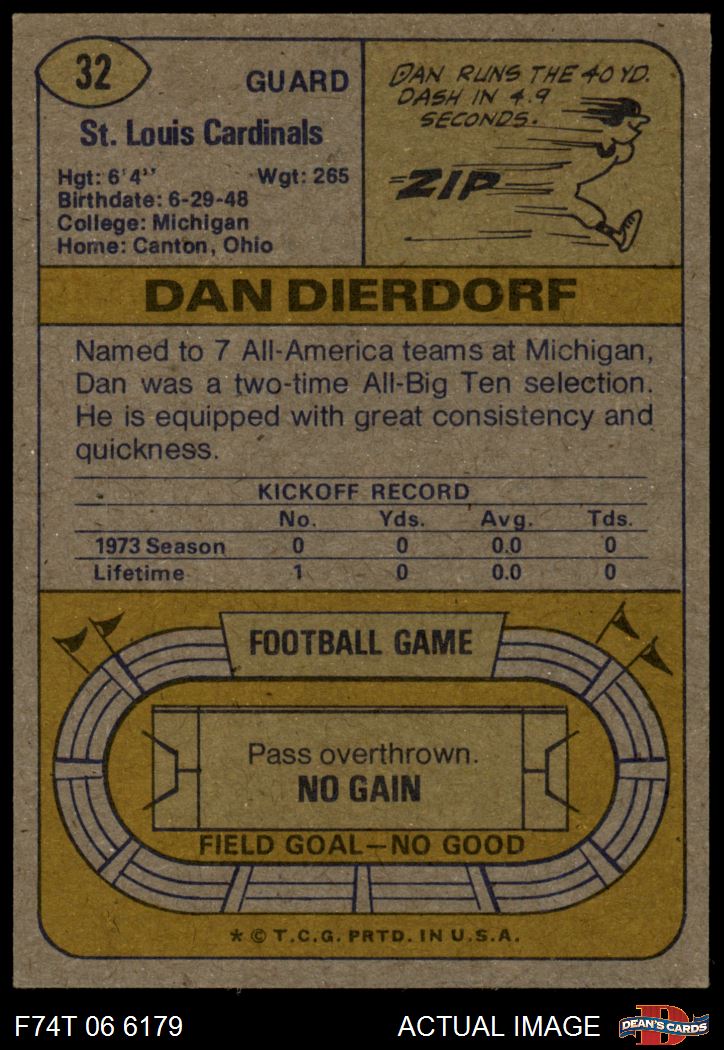 32
GUARD
St. Louis Cardinals
Hgt: 6'4" Wgt: 265
Birthdate: 6-29-48
College: Michigan
Home: Canton, Ohio
DAN RUNS THE 40 YD.
DASH IN 4.9
SECONDS.
ZIP
DAN DIERDORF
Named to 7 All-America teams at Michigan,
Dan was a two-time All-Big Ten selection.
He is equipped with great consistency and
quickness.
KICKOFF RECORD
No. Yds. Avg. Tds.
1973 Season 0 0 0.0 0
Lifetime 1 0 0.0 0
FOOTBALL GAME
Pass overthrown.
NO GAIN
FIELD GOAL—NO GOOD
* © T.C.G. PRTD. IN U.S.A.
F74T 06 6179 ACTUAL IMAGE
D
DEAN'S CARDS